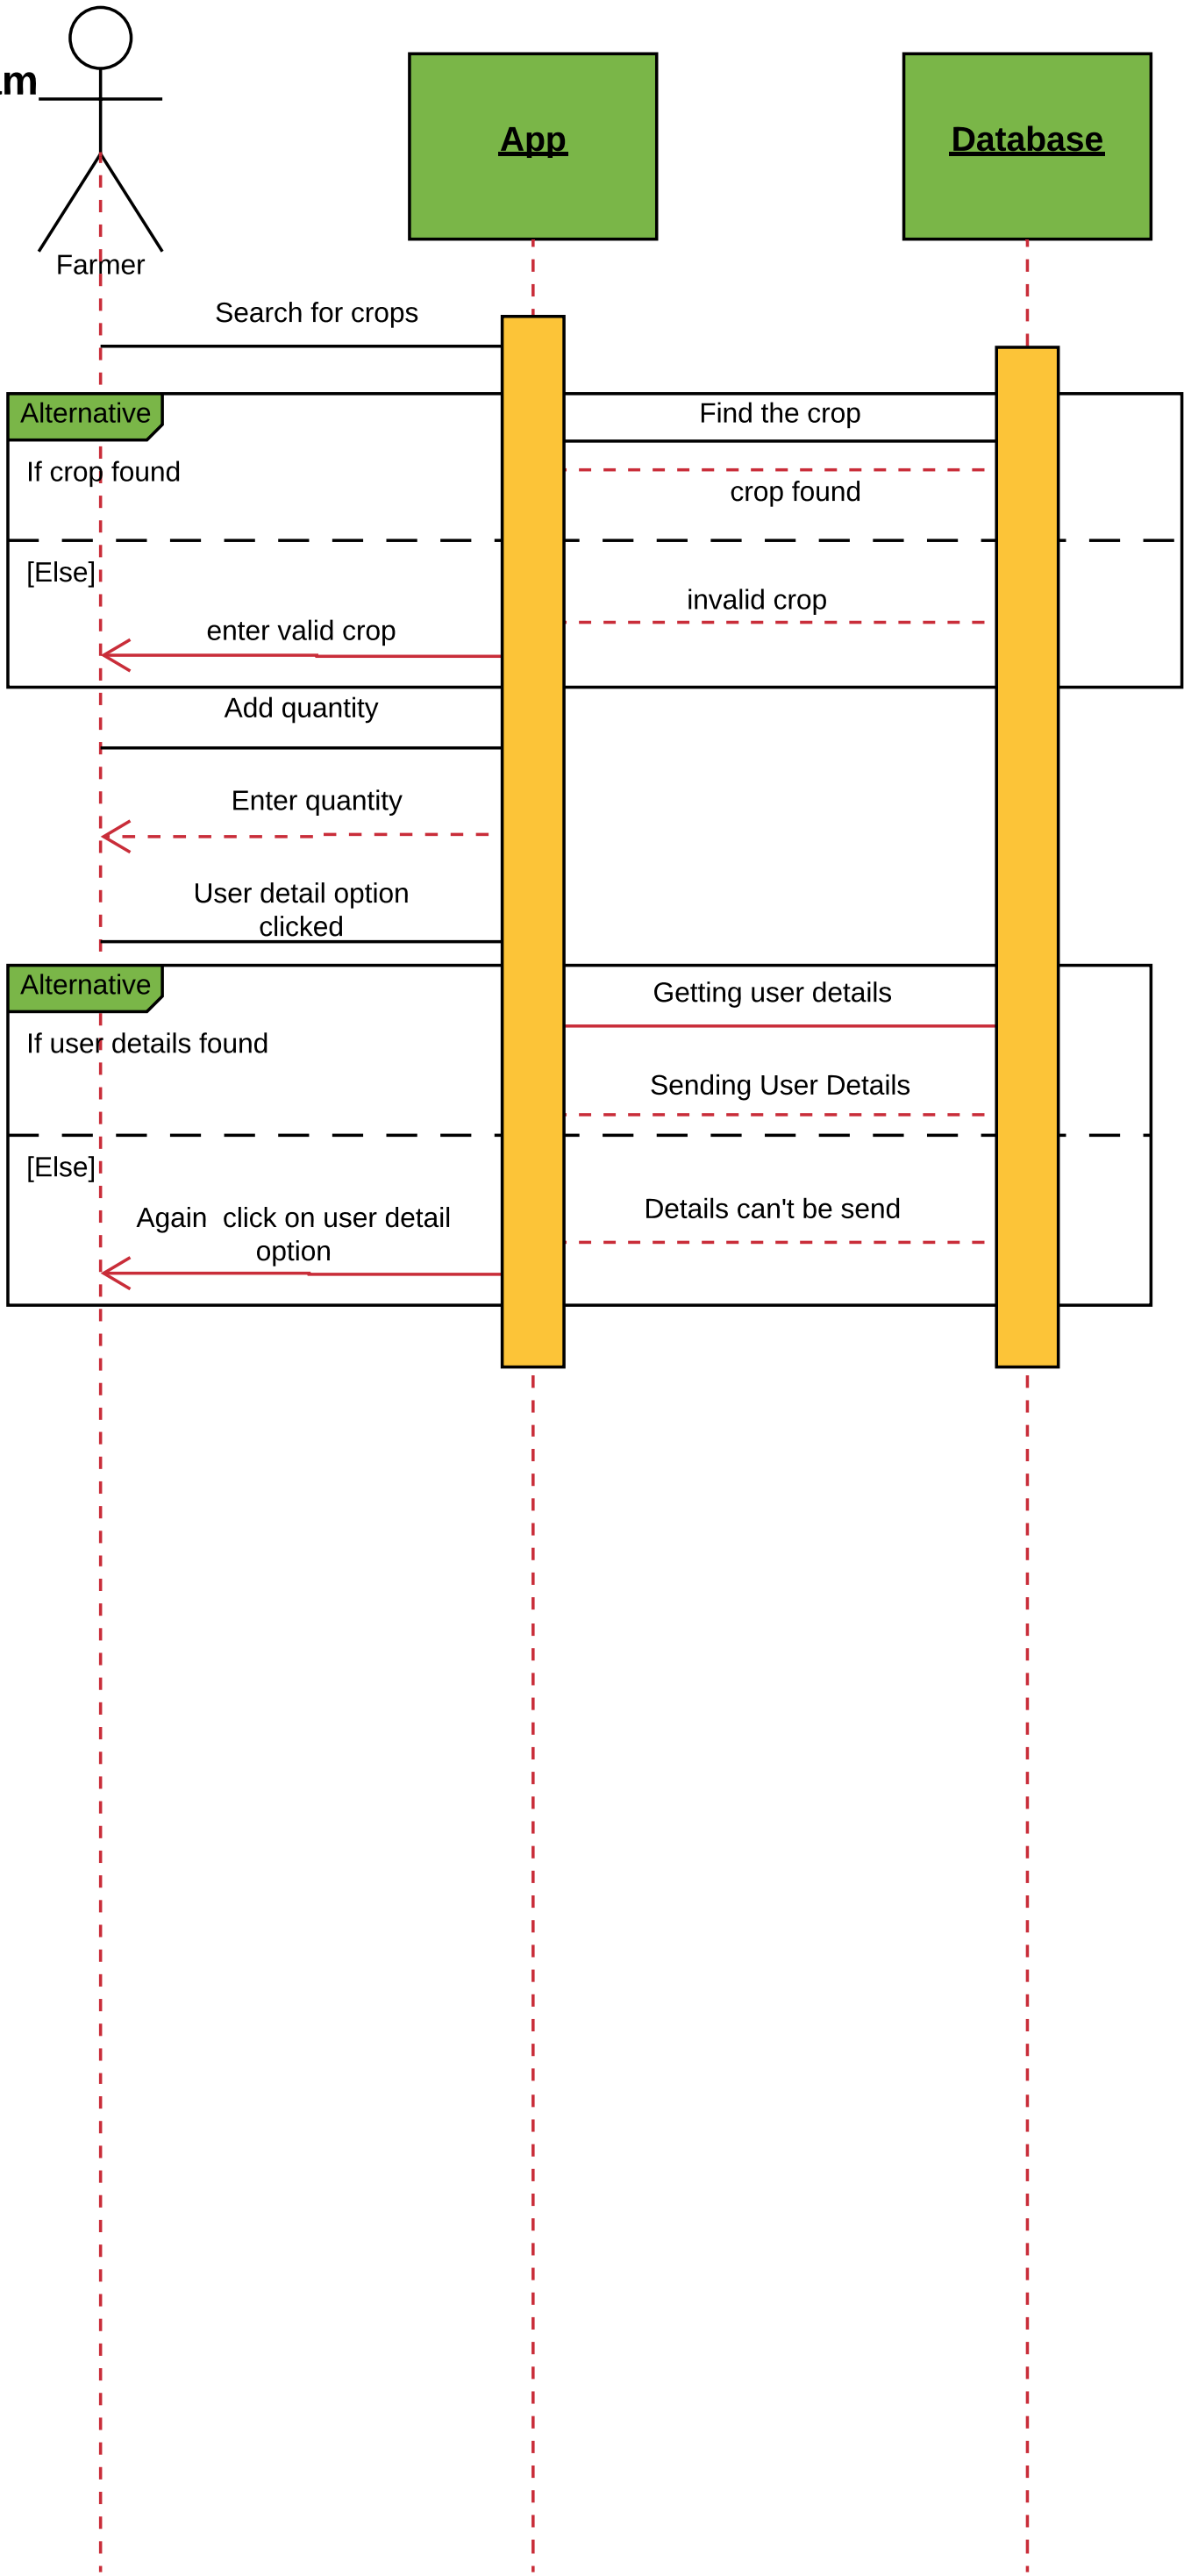 am
App
Database
Farmer
Search for crops
Alternative
Find the crop
If crop found
crop found
[Else]
invalid crop
enter valid crop
Add quantity
Enter quantity
User detail option
clicked
Alternative
Getting user details
If user details found
Sending User Details
[Else]
Details can't be send
Again  click on user detail
option